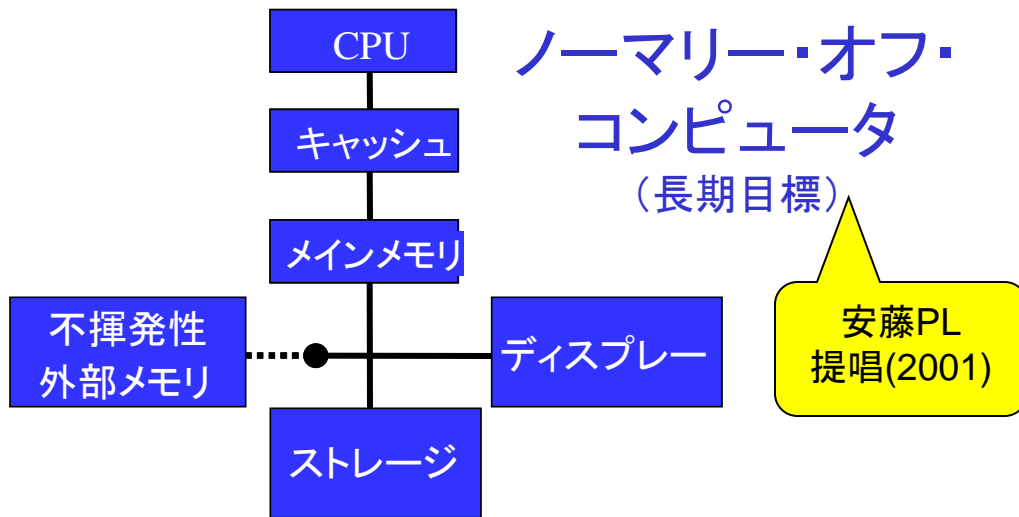 CPU
ノーマリー・オフ・
コンピュータ
（長期目標）
キャッシュ
メインメモリ
不揮発性
外部メモリ
ディスプレー
安藤PL
提唱(2001)
ストレージ